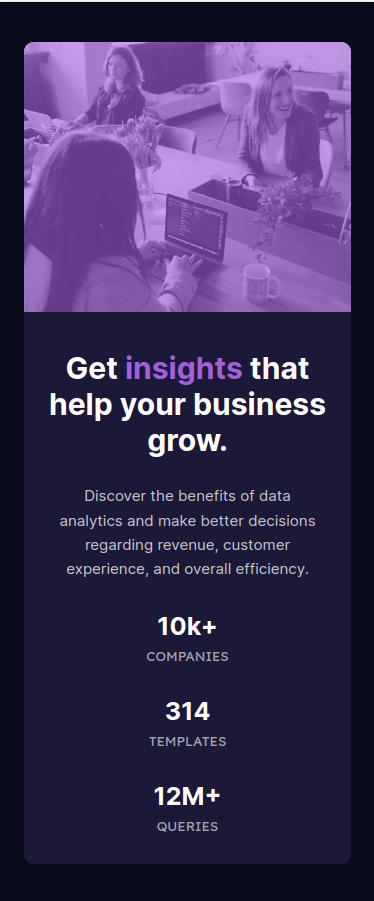 Get insights that
help your business
grow.
Discover the benefits of data
analytics and make better decisions
regarding revenue, customer
experience, and overall efficiency.
10k+
COMPANIES
314
TEMPLATES
12M+
QUERIES